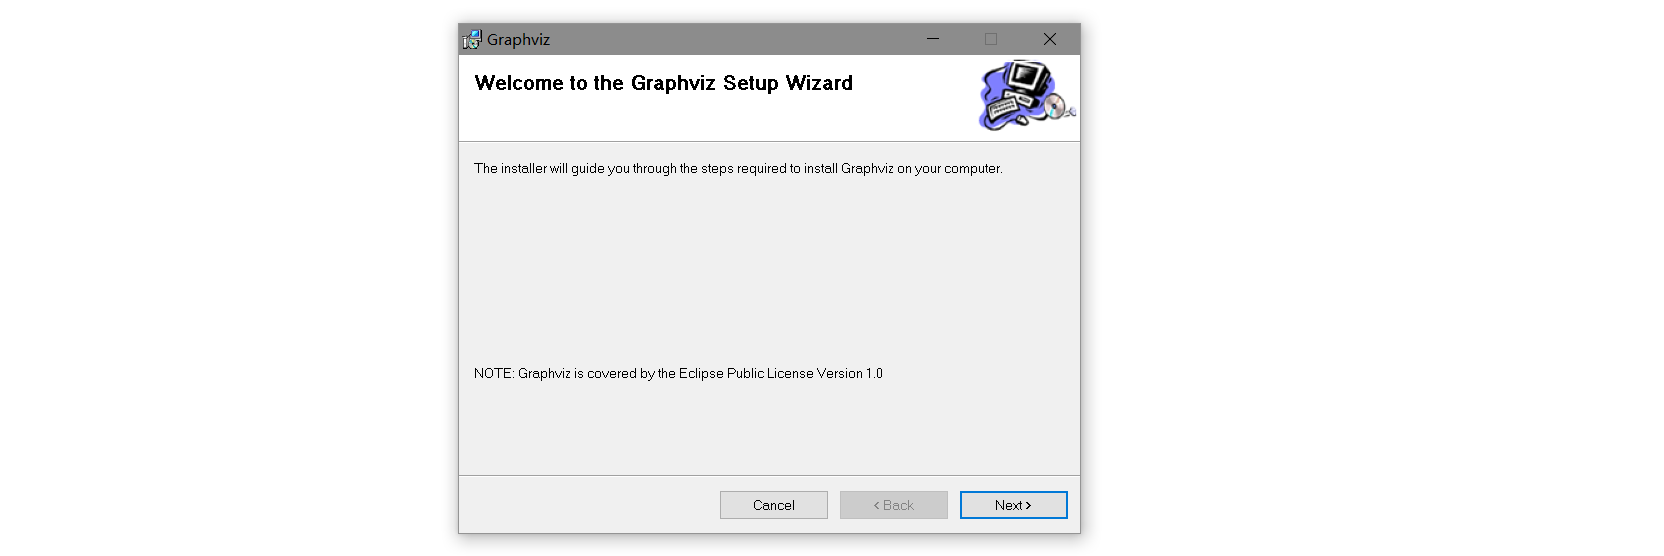 Graphviz
Welcome to the Graphviz Setup Wizard
The installer will guide you through the steps required to install Graphviz on your computer.
NOTE: Graphviz is covered by the Eclipse Public License Version 1.0
Cancel
< Back
Next >